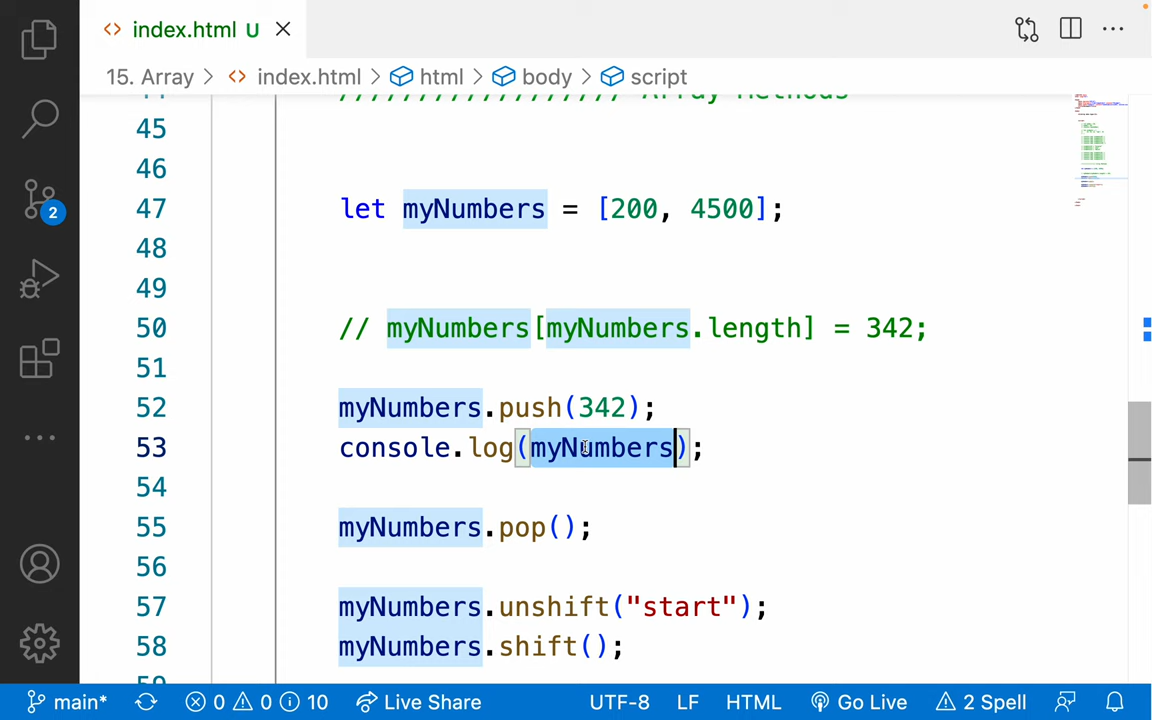 index.html U
15. Array > index.html > html > body > script
////////////////// Array Methods
45
46
47 let myNumbers = [200, 4500];
48
49
50 // myNumbers[myNumbers.length] = 342;
51
52 myNumbers.push(342);
53 console.log(myNumbers);
54
55 myNumbers.pop();
56
57 myNumbers.unshift("start");
58 myNumbers.shift();
2
main* 0 0 10 Live Share UTF-8 LF HTML Go Live 2 Spell